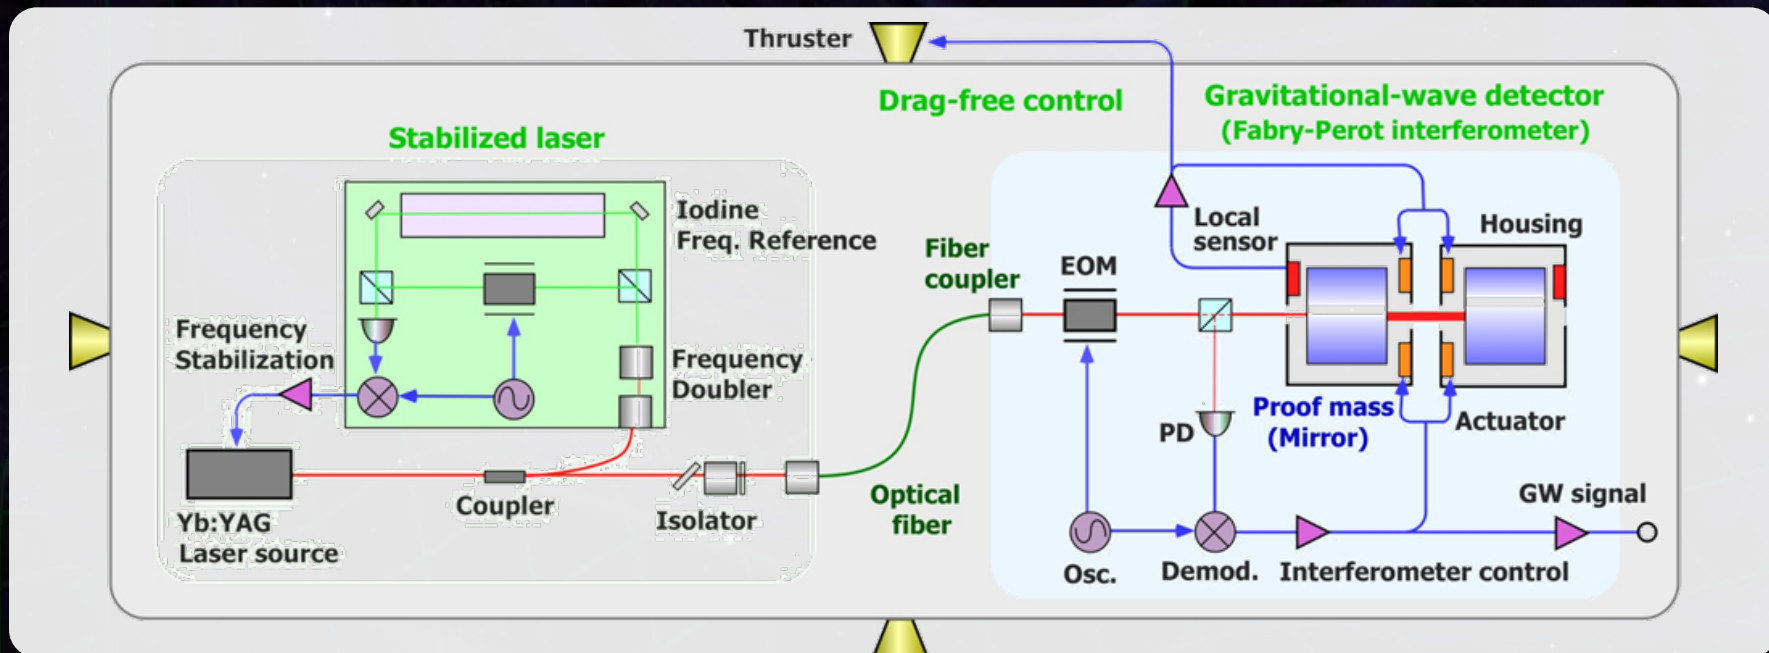 Thruster
Drag-free control
Gravitational-wave detector
(Fabry-Perot interferometer)
Stabilized laser
Iodine
Freq. Reference
Local
sensor
Housing
Fiber
coupler
EOM
Frequency
Stabilization
Frequency
Doubler
Proof mass
(Mirror)
Actuator
PD
Optical
fiber
GW signal
Coupler
Isolator
Yb:YAG
Laser source
Osc.
Demod.
Interferometer control